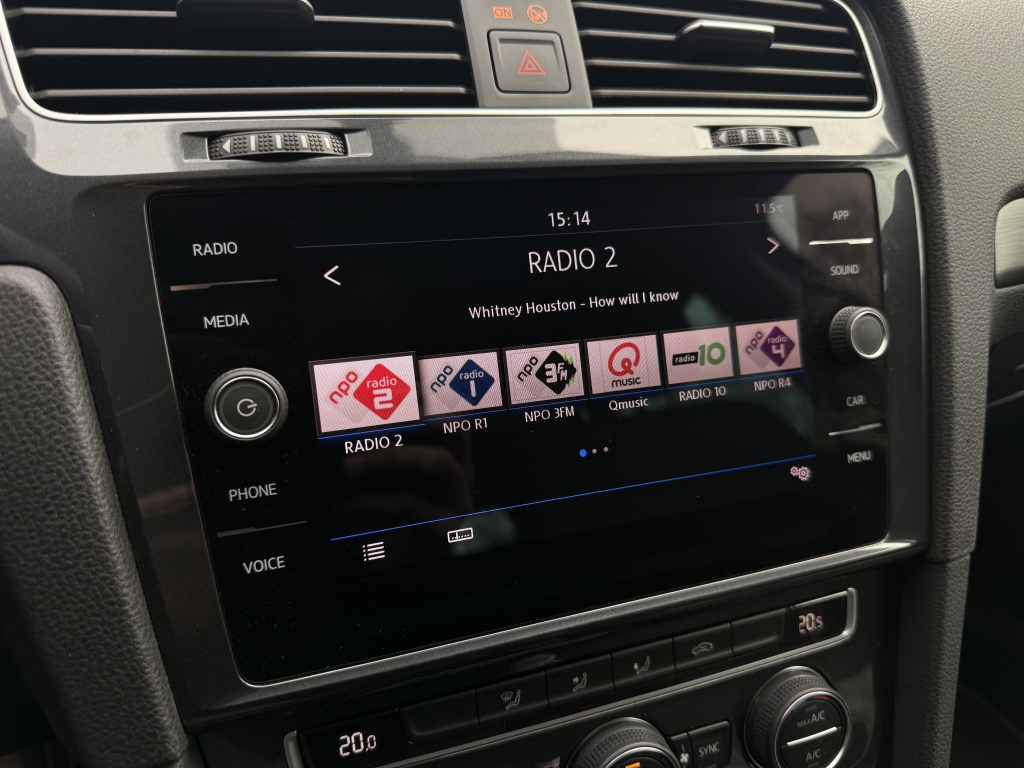 ON
15:14
11.5°C
RADIO
MEDIA
PHONE
VOICE
APP
SOUND
CAR
MENU
< RADIO 2 >
Whitney Houston - How will I know
npo radio 2
npo radio 1
npo 3FM
Q MUSIC
radio 10
npo radio 4
RADIO 2
NPO R1
NPO 3FM
Qmusic
RADIO 10
NPO R4
20.0
20.5
SYNC
MAX A/C
A/C